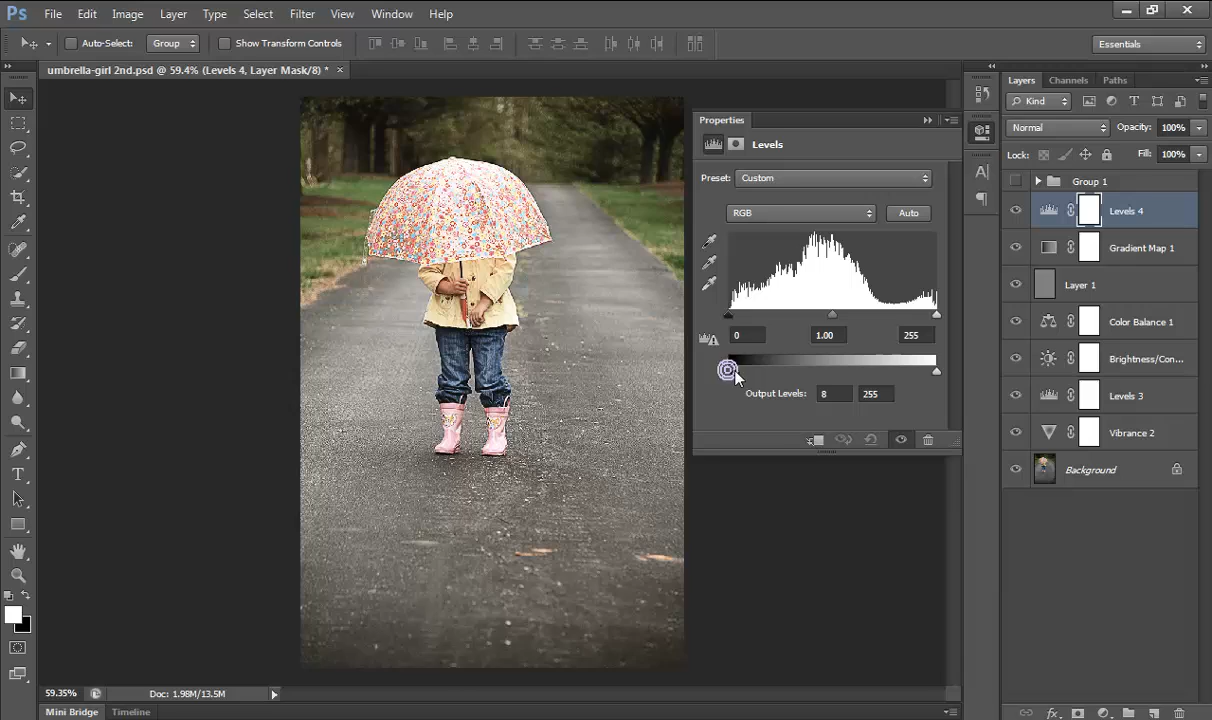 Ps File Edit Image Layer Type Select Filter View Window Help
Auto-Select: Group Show Transform Controls Essentials
umbrella-girl 2nd.psd @ 59.4% (Levels 4, Layer Mask/8) * ×
Properties
Levels
Preset: Custom
RGB Auto
0 1.00 255
Output Levels: 8 255
Layers Channels Paths
Kind
Normal Opacity: 100%
Lock: Fill: 100%
Group 1
Levels 4
Gradient Map 1
Layer 1
Color Balance 1
Brightness/Con...
Levels 3
Vibrance 2
Background
59.35% Doc: 1.98M/13.5M
Mini Bridge Timeline